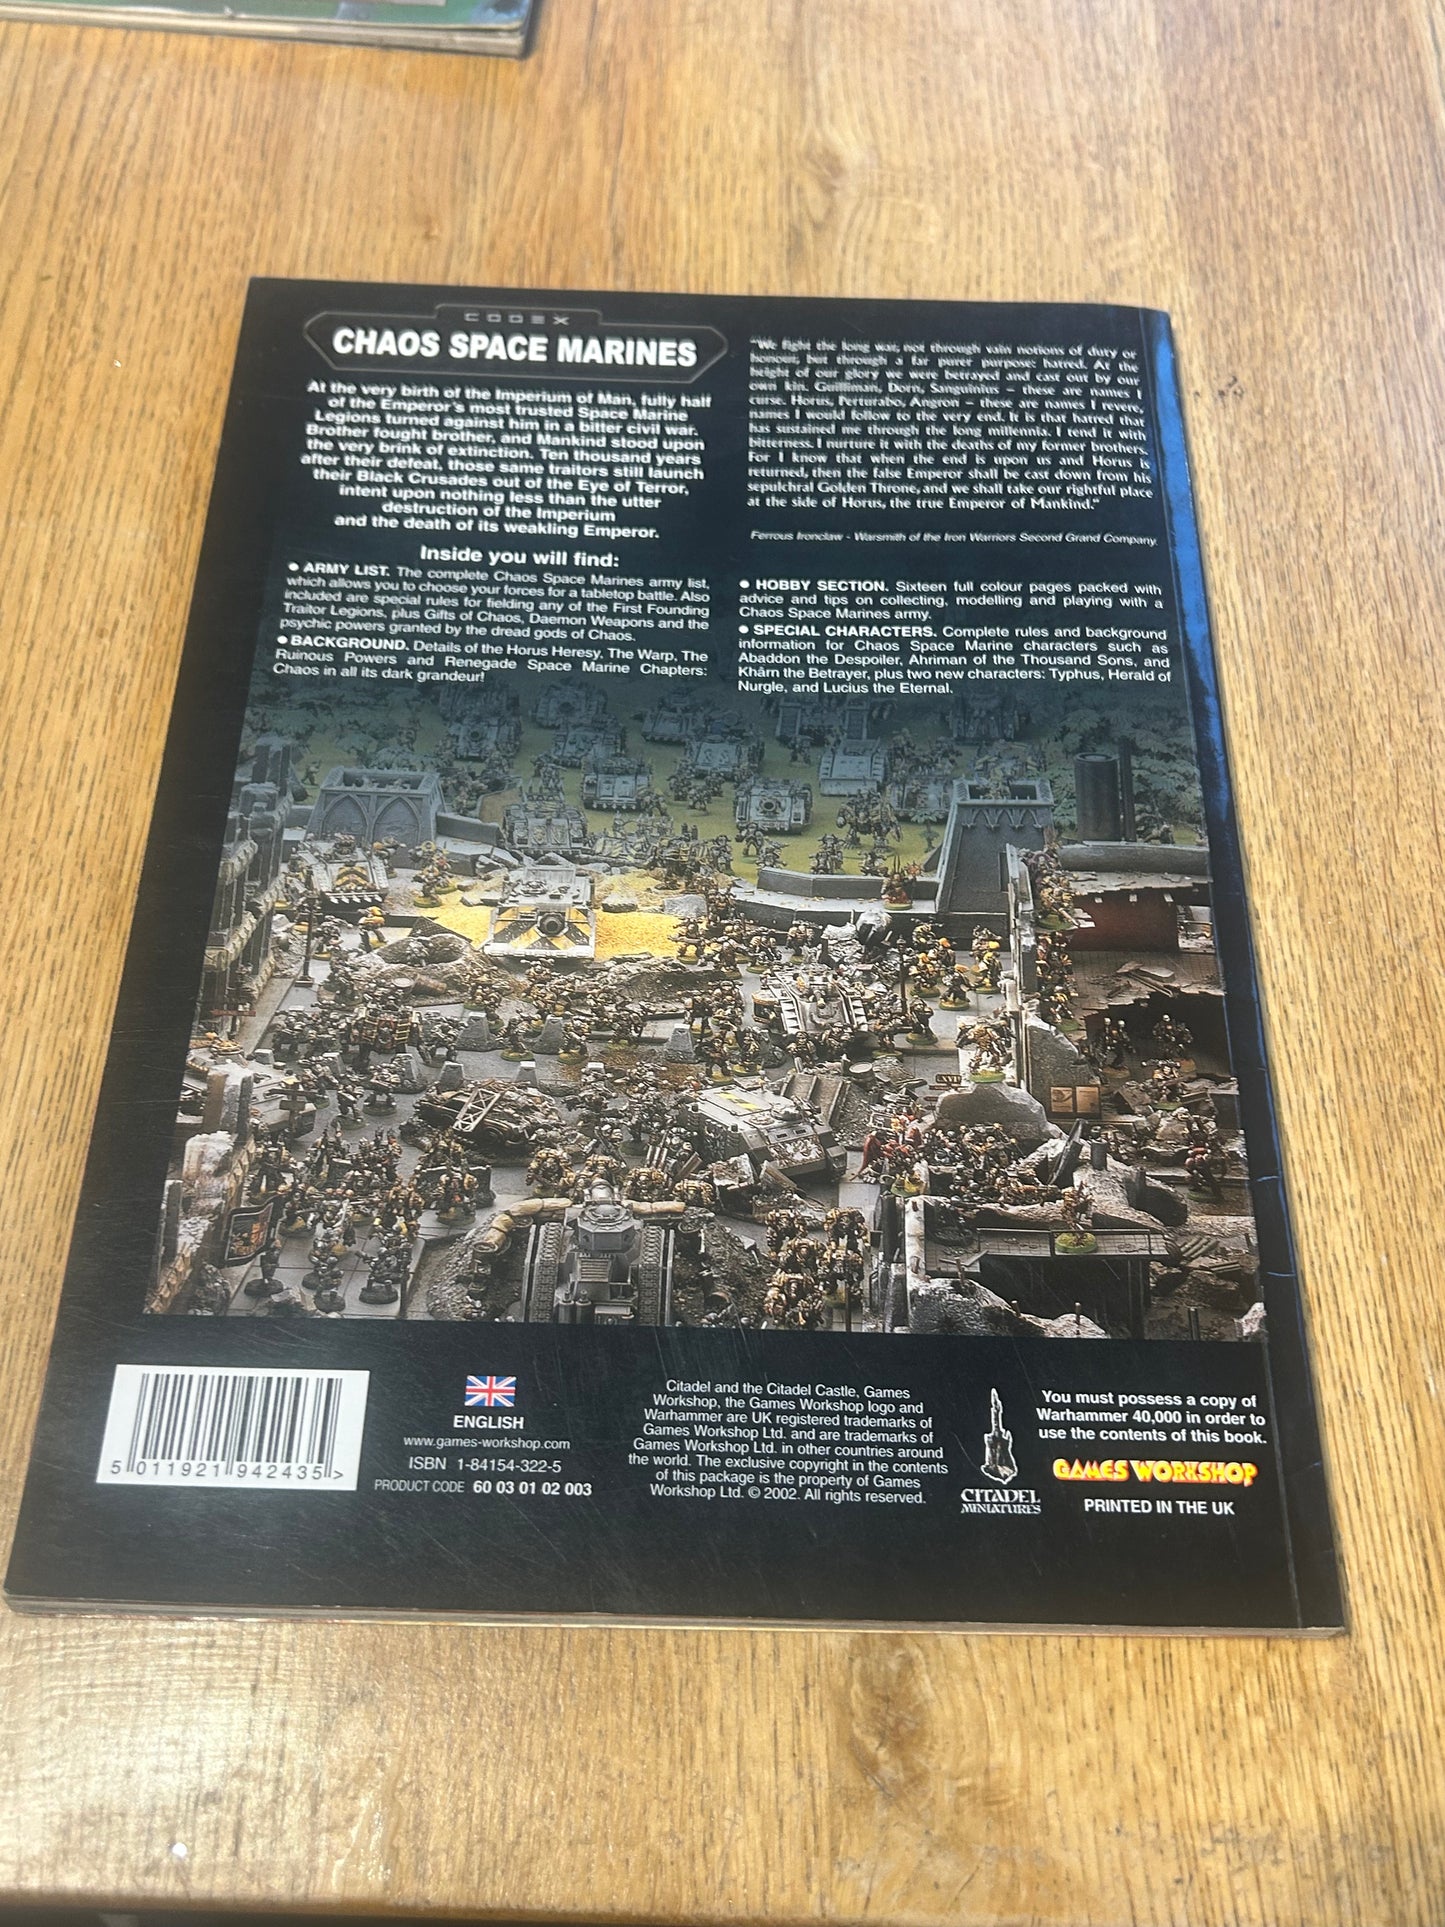 CODEX
CHAOS SPACE MARINES
At the very birth of the Imperium of Man, fully half
of the Emperor's most trusted Space Marine
Legions turned against him in a bitter civil war.
Brother fought brother, and Mankind stood upon
the very brink of extinction. Ten thousand years
after their defeat, those same traitors still launch
their Black Crusades out of the Eye of Terror,
intent upon nothing less than the utter
destruction of the Imperium
and the death of its weakling Emperor.
"We fight the long war, not through vain notions of duty or
honour, but through a far purer purpose: hatred. At the
height of our glory we were betrayed and cast out by our
own kin. Guilliman, Dorn, Sanguinius – these are names I
curse. Horus, Perturabo, Angron – these are names I revere,
names I would follow to the very end. It is that hatred that
has sustained me through the long millennia. I tend it with
bitterness. I nurture it with the deaths of my former brothers.
For I know that when the end is upon us and Horus is
returned, then the false Emperor shall be cast down from his
sepulchral Golden Throne, and we shall take our rightful place
at the side of Horus, the true Emperor of Mankind."
Ferrous Ironclaw - Warsmith of the Iron Warriors Second Grand Company.
Inside you will find:
● ARMY LIST. The complete Chaos Space Marines army list,
which allows you to choose your forces for a tabletop battle. Also
included are special rules for fielding any of the First Founding
Traitor Legions, plus Gifts of Chaos, Daemon Weapons and the
psychic powers granted by the dread gods of Chaos.
● BACKGROUND. Details of the Horus Heresy, The Warp, The
Ruinous Powers and Renegade Space Marine Chapters:
Chaos in all its dark grandeur!
● HOBBY SECTION. Sixteen full colour pages packed with
advice and tips on collecting, modelling and playing with a
Chaos Space Marines army.
● SPECIAL CHARACTERS. Complete rules and background
information for Chaos Space Marine characters such as
Abaddon the Despoiler, Ahriman of the Thousand Sons, and
Khârn the Betrayer, plus two new characters: Typhus, Herald of
Nurgle, and Lucius the Eternal.
5 011921 942435 >
ENGLISH
www.games-workshop.com
ISBN 1-84154-322-5
PRODUCT CODE 60 03 01 02 003
Citadel and the Citadel Castle, Games
Workshop, the Games Workshop logo and
Warhammer are UK registered trademarks of
Games Workshop Ltd. and are trademarks of
Games Workshop Ltd. in other countries around
the world. The exclusive copyright in the contents
of this package is the property of Games
Workshop Ltd. © 2002. All rights reserved.
CITADEL
MINIATURES
You must possess a copy of
Warhammer 40,000 in order to
use the contents of this book.
GAMES WORKSHOP
PRINTED IN THE UK